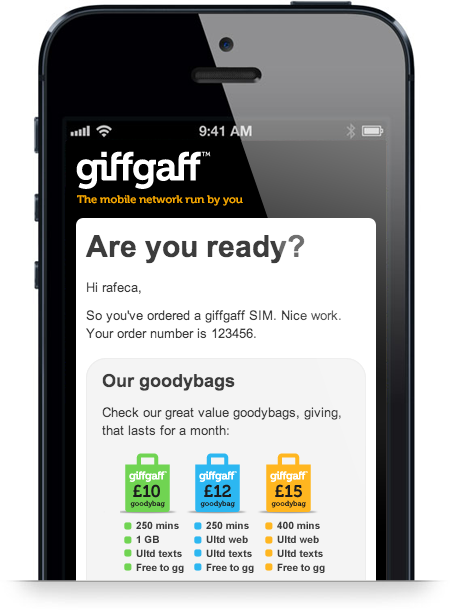 9:41 AM
giffgaff™
The mobile network run by you
Are you ready?
Hi rafeca,
So you've ordered a giffgaff SIM. Nice work.
Your order number is 123456.
Our goodybags
Check our great value goodybags, giving,
that lasts for a month:
giffgaff™ giffgaff™ giffgaff™
£10 £12 £15
goodybag goodybag goodybag
250 mins 250 mins 400 mins
1 GB Ultd web Ultd web
Ultd texts Ultd texts Ultd texts
Free to gg Free to gg Free to gg